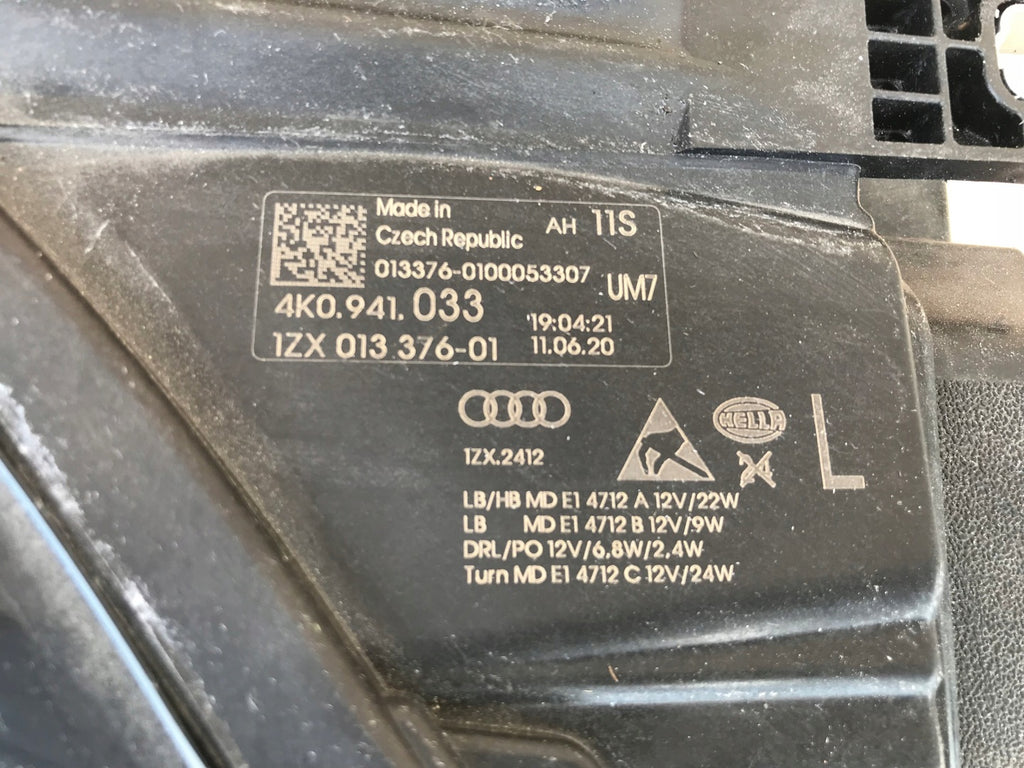 Made in
Czech Republic
AH 11S
013376-0100053307
UM7
4K0.941.033
19:04:21
1ZX 013 376-01
11.06.20
1ZX.2412
HELLA
L
LB/HB MD E1 4712 A 12V/22W
LB MD E1 4712 B 12V/9W
DRL/PO 12V/6.8W/2.4W
Turn MD E1 4712 C 12V/24W